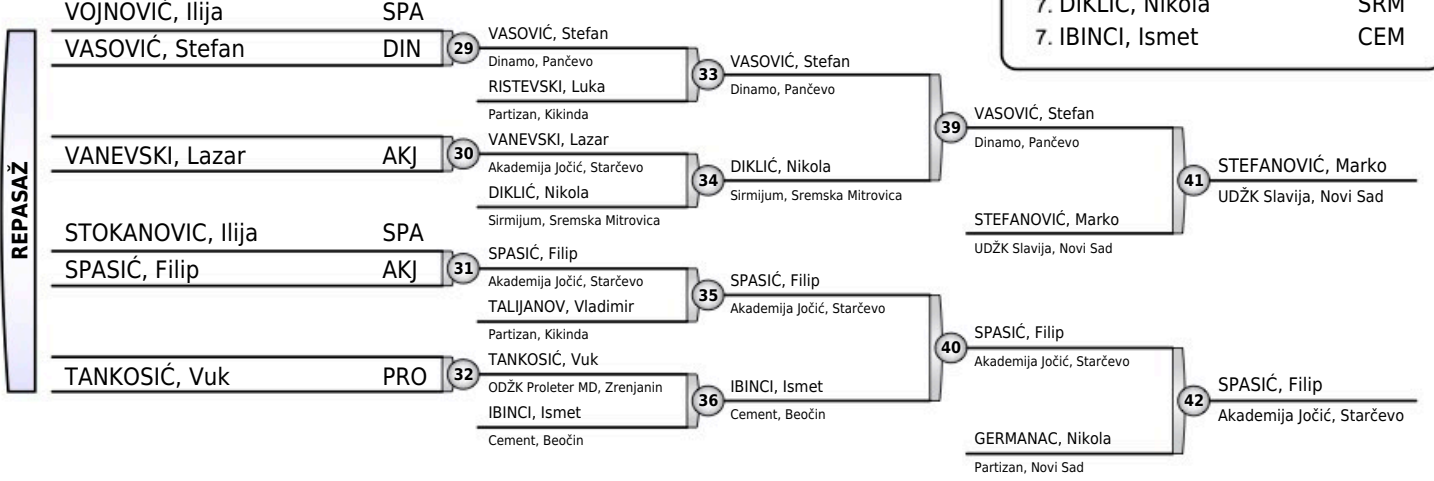 VOJNOVIĆ, Ilija SPA
VASOVIĆ, Stefan DIN
VANEVSKI, Lazar AKJ
STOKANOVIC, Ilija SPA
SPASIĆ, Filip AKJ
TANKOSIĆ, Vuk PRO
REPASAŽ
29
30
31
32
VASOVIĆ, Stefan
Dinamo, Pančevo
RISTEVSKI, Luka
Partizan, Kikinda
VANEVSKI, Lazar
Akademija Jočić, Starčevo
DIKLIĆ, Nikola
Sirmijum, Sremska Mitrovica
SPASIĆ, Filip
Akademija Jočić, Starčevo
TALIJANOV, Vladimir
Partizan, Kikinda
TANKOSIĆ, Vuk
ODŽK Proleter MD, Zrenjanin
IBINCI, Ismet
Cement, Beočin
33
34
35
36
VASOVIĆ, Stefan
Dinamo, Pančevo
DIKLIĆ, Nikola
Sirmijum, Sremska Mitrovica
SPASIĆ, Filip
Akademija Jočić, Starčevo
IBINCI, Ismet
Cement, Beočin
39
40
VASOVIĆ, Stefan
Dinamo, Pančevo
STEFANOVIĆ, Marko
UDŽK Slavija, Novi Sad
SPASIĆ, Filip
Akademija Jočić, Starčevo
GERMANAC, Nikola
Partizan, Novi Sad
41
42
STEFANOVIĆ, Marko
UDŽK Slavija, Novi Sad
SPASIĆ, Filip
Akademija Jočić, Starčevo
7. DIKLIĆ, Nikola SRM
7. IBINCI, Ismet CEM